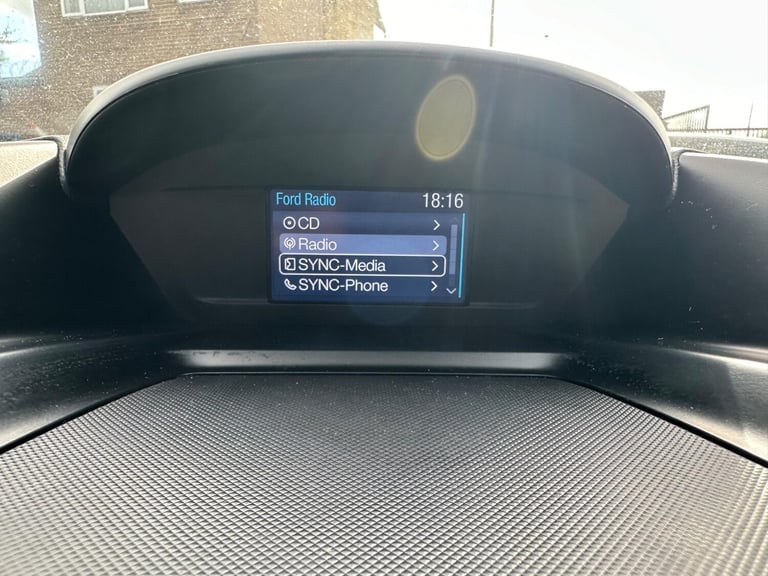 Ford Radio 18:16
CD
Radio
SYNC-Media
SYNC-Phone